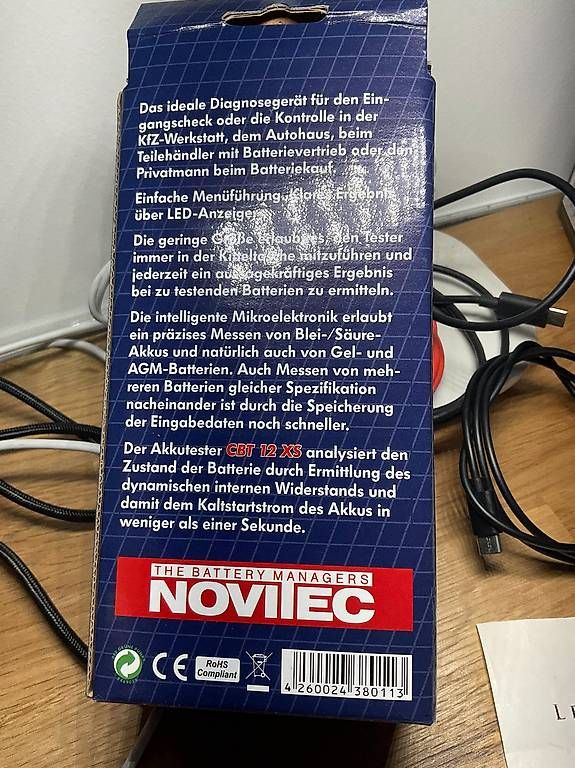 Das ideale Diagnosegerät für den Ein-
gangscheck oder die Kontrolle in der
KfZ-Werkstatt, dem Autohaus, beim
Teilehändler mit Batterievertrieb oder den
Privatmann beim Batteriekauf.
Einfache Menüführung, klares Ergebnis
über LED-Anzeige.
Die geringe Größe erlaubt es, den Tester
immer in der Kitteltasche mitzuführen und
jederzeit ein aussagekräftiges Ergebnis
bei zu testenden Batterien zu ermitteln.
Die intelligente Mikroelektronik erlaubt
ein präzises Messen von Blei-/Säure-
Akkus und natürlich auch von Gel- und
AGM-Batterien. Auch Messen von meh-
reren Batterien gleicher Spezifikation
nacheinander ist durch die Speicherung
der Eingabedaten noch schneller.
Der Akkutester CBT 12 XS analysiert den
Zustand der Batterie durch Ermittlung des
dynamischen internen Widerstands und
damit dem Kaltstartstrom des Akkus in
weniger als einer Sekunde.
THE BATTERY MANAGERS
NOVITEC
CE RoHS
Compliant
4 260024 380113